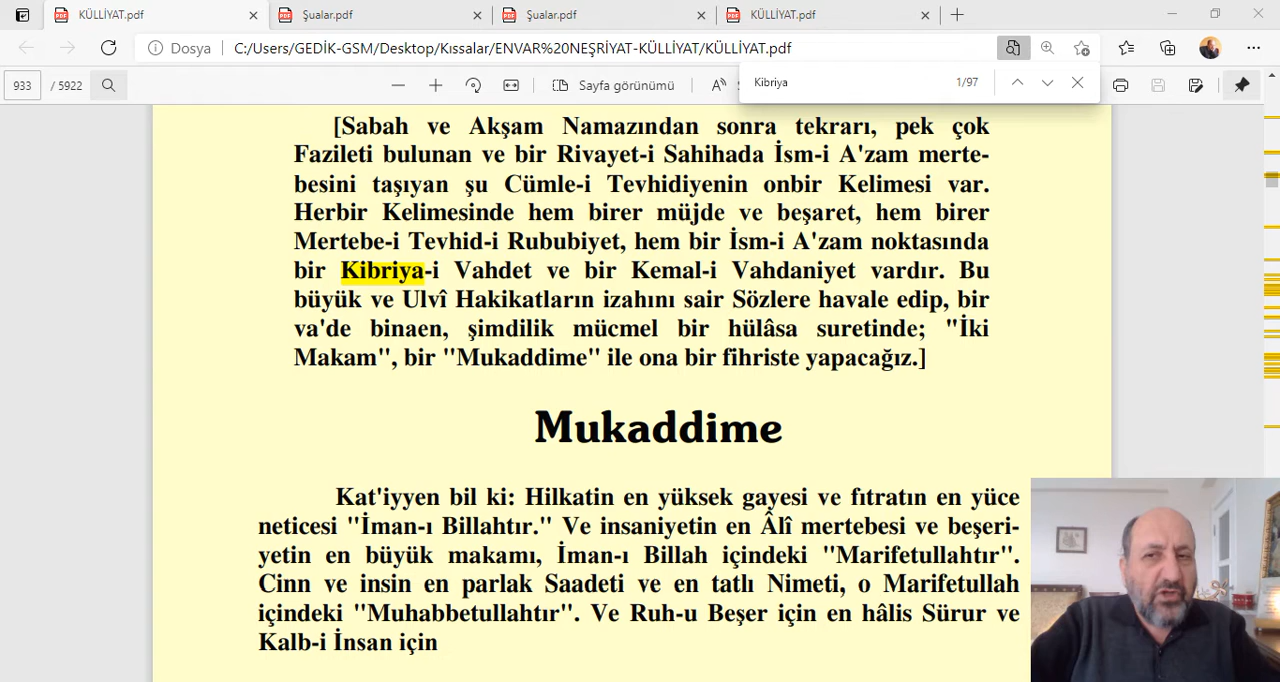 KÜLLİYAT.pdf
Şualar.pdf
Şualar.pdf
KÜLLİYAT.pdf
Dosya
C:/Users/GEDİK-GSM/Desktop/Kıssalar/ENVAR%20NEŞRİYAT-KÜLLİYAT/KÜLLİYAT.pdf
933 / 5922
Sayfa görünümü
Kibriya 1/97
[Sabah ve Akşam Namazından sonra tekrarı, pek çok
Fazileti bulunan ve bir Rivayet-i Sahihada İsm-i A'zam merte-
besini taşıyan şu Cümle-i Tevhidiyenin onbir Kelimesi var.
Herbir Kelimesinde hem birer müjde ve beşaret, hem birer
Mertebe-i Tevhid-i Rububiyet, hem bir İsm-i A'zam noktasında
bir Kibriya-i Vahdet ve bir Kemal-i Vahdaniyet vardır. Bu
büyük ve Ulvî Hakikatların izahını sair Sözlere havale edip, bir
va'de binaen, şimdilik mücmel bir hülâsa suretinde; "İki
Makam", bir "Mukaddime" ile ona bir fihriste yapacağız.]
Mukaddime
Kat'iyyen bil ki: Hilkatin en yüksek gayesi ve fıtratın en yüce
neticesi "İman-ı Billahtır." Ve insaniyetin en Âlî mertebesi ve beşeri-
yetin en büyük makamı, İman-ı Billah içindeki "Marifetullahtır".
Cinn ve insin en parlak Saadeti ve en tatlı Nimeti, o Marifetullah
içindeki "Muhabbetullahtır". Ve Ruh-u Beşer için en hâlis Sürur ve
Kalb-i İnsan için